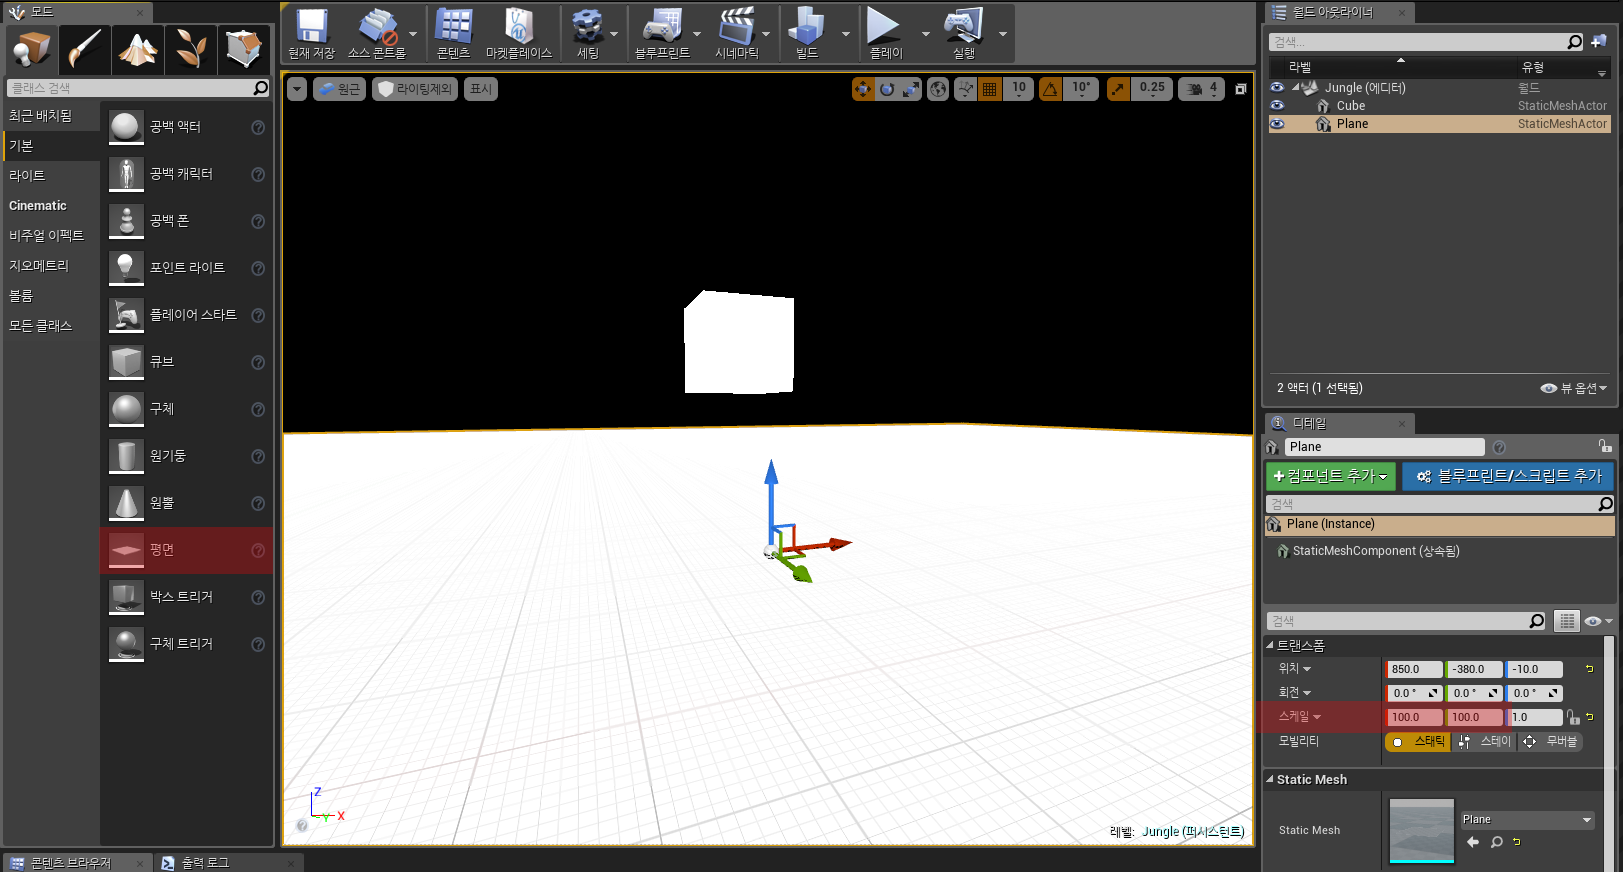 모드
현재 저장
소스 콘트롤
콘텐츠
마켓플레이스
세팅
블루프린트
시네마틱
빌드
플레이
실행
클래스 검색
최근 배치됨
기본
라이트
Cinematic
비주얼 이펙트
지오메트리
볼륨
모든 클래스
공백 액터
공백 캐릭터
공백 폰
포인트 라이트
플레이어 스타트
큐브
구체
원기둥
원뿔
평면
박스 트리거
구체 트리거
원근
라이팅제외
표시
10
10°
0.25
4
Z
X
Y
레벨: Jungle (퍼시스턴트)
콘텐츠 브라우저
출력 로그
월드 아웃라이너
검색...
라벨
유형
Jungle (에디터)
월드
Cube
StaticMeshActor
Plane
StaticMeshActor
2 액터 (1 선택됨)
뷰 옵션
디테일
Plane
+컴포넌트 추가
블루프린트/스크립트 추가
검색
Plane (Instance)
StaticMeshComponent (상속됨)
검색
트랜스폼
위치
850.0
-380.0
-10.0
회전
0.0 °
0.0 °
0.0 °
스케일
100.0
100.0
1.0
모빌리티
스태틱
스테이
무버블
Static Mesh
Static Mesh
Plane